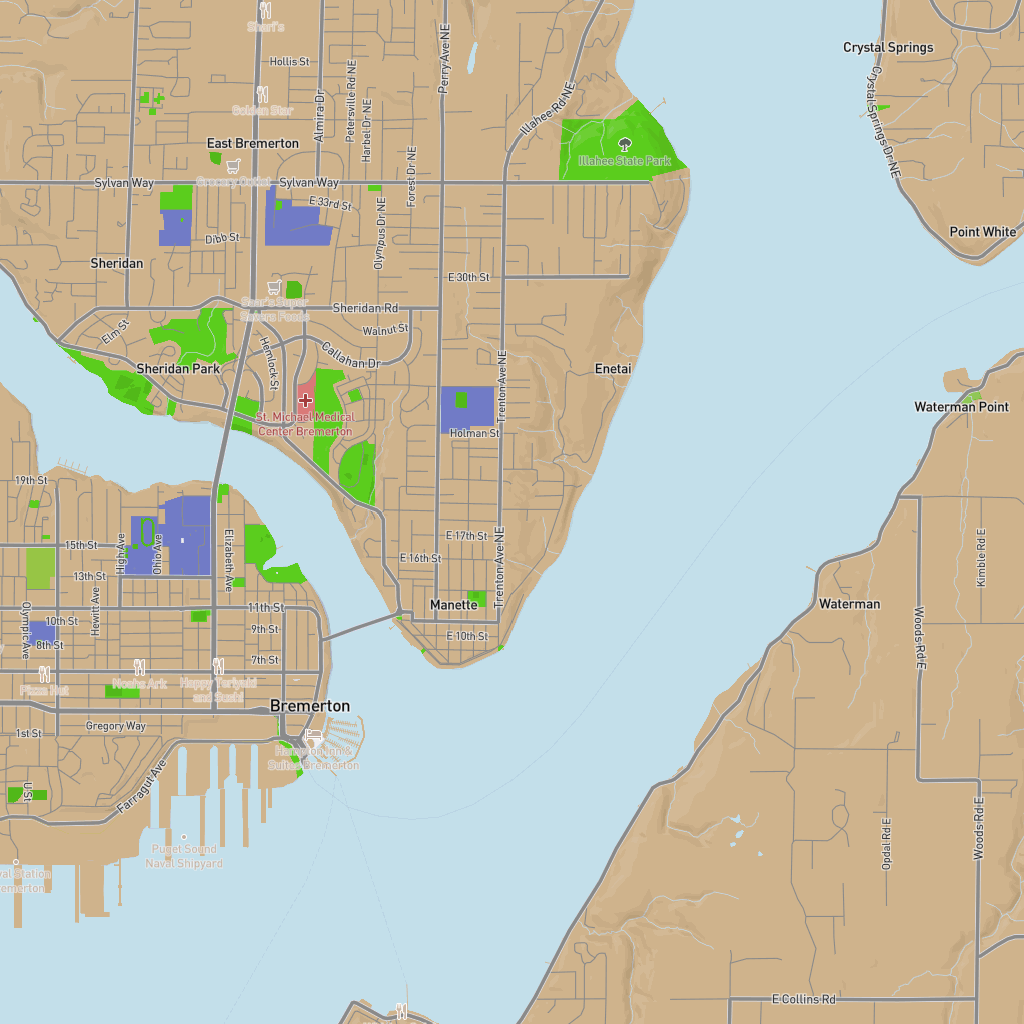 Shari's
Perry Ave NE
Crystal Springs
Hollis St
Petersville Rd NE
Almira Dr
Golden Star
Harbel Dr NE
Illahee Rd NE
Crystal Springs Dr NE
East Bremerton
Illahee State Park
Forest Dr NE
Grocery Outlet
Sylvan Way
Sylvan Way
E 33rd St
Olympus Dr NE
Dibb St
Point White
Sheridan
E 30th St
Saar's Super
Savers Foods
Sheridan Rd
Elm St
Walnut St
Hemlock St
Callahan Dr
Sheridan Park
Enetai
Trenton Ave NE
St. Michael Medical
Center Bremerton
Waterman Point
Holman St
19th St
E 17th St
15th St
High Ave
Ohio Ave
Elizabeth Ave
E 16th St
Trenton Ave NE
Kimble Rd E
13th St
Hewitt Ave
Manette
Waterman
Olympic Ave
11th St
10th St
9th St
E 10th St
Woods Rd E
8th St
7th St
Pizza Hut
Noahs Ark
Happy Teriyaki
and Sushi
Bremerton
Gregory Way
1st St
Hampton Inn &
Suites Bremerton
Farragut Ave
U St
Puget Sound
Naval Shipyard
Opdal Rd E
Woods Rd E
val Station
emerton
E Collins Rd